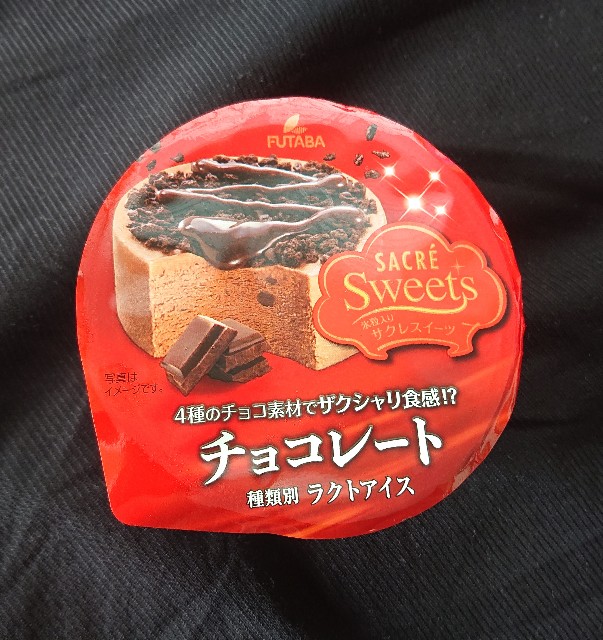 FUTABA
SACRÉ
Sweets
氷粒入り
サクレスイーツ
写真は
イメージです。
4種のチョコ素材でザクシャリ食感!?
チョコレート
種類別 ラクトアイス